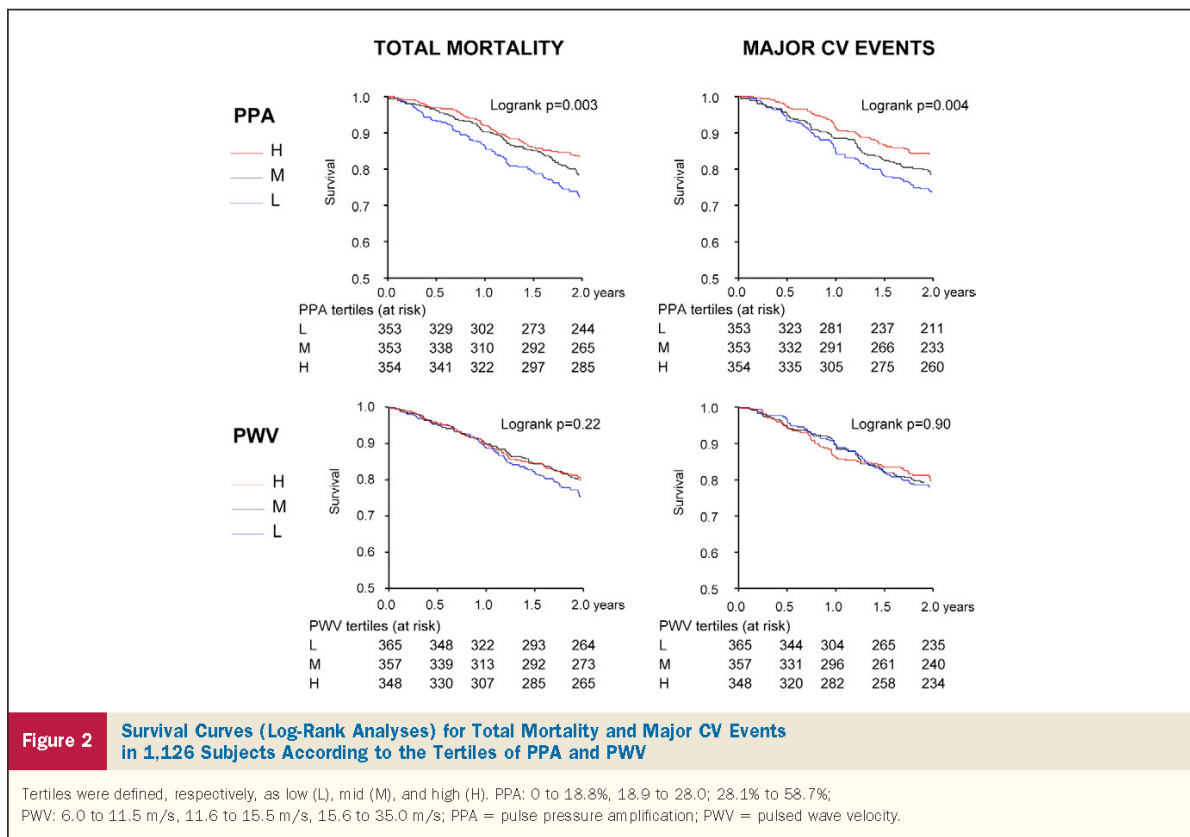 TOTAL MORTALITY
MAJOR CV EVENTS
PPA
H
M
L
1.0
0.9
0.8
0.7
0.6
0.5
Survival
Logrank p=0.003
0.0 0.5 1.0 1.5 2.0 years
PPA tertiles (at risk)
L 353 329 302 273 244
M 353 338 310 292 265
H 354 341 322 297 285
1.0
0.9
0.8
0.7
0.6
0.5
Survival
Logrank p=0.004
0.0 0.5 1.0 1.5 2.0 years
PPA tertiles (at risk)
L 353 323 281 237 211
M 353 332 291 266 233
H 354 335 305 275 260
PWV
H
M
L
1.0
0.9
0.8
0.7
0.6
0.5
Survival
Logrank p=0.22
0.0 0.5 1.0 1.5 2.0 years
PWV tertiles (at risk)
L 365 348 322 293 264
M 357 339 313 292 273
H 348 330 307 285 265
1.0
0.9
0.8
0.7
0.6
0.5
Survival
Logrank p=0.90
0.0 0.5 1.0 1.5 2.0 years
PWV tertiles (at risk)
L 365 344 304 265 235
M 357 331 296 261 240
H 348 320 282 258 234
Figure 2
Survival Curves (Log-Rank Analyses) for Total Mortality and Major CV Events
in 1,126 Subjects According to the Tertiles of PPA and PWV
Tertiles were defined, respectively, as low (L), mid (M), and high (H). PPA: 0 to 18.8%, 18.9 to 28.0; 28.1% to 58.7%;
PWV: 6.0 to 11.5 m/s, 11.6 to 15.5 m/s, 15.6 to 35.0 m/s; PPA = pulse pressure amplification; PWV = pulsed wave velocity.